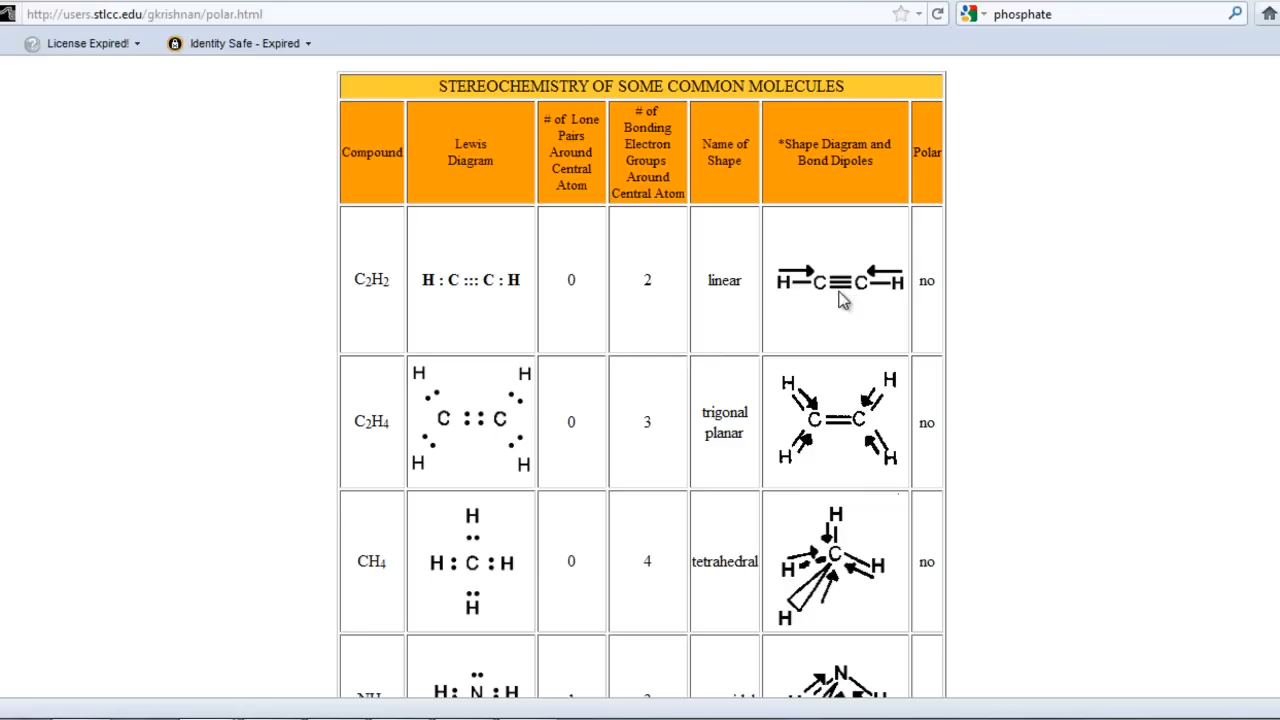 http://users.stlcc.edu/gkrishnan/polar.html
phosphate
License Expired!
Identity Safe - Expired
STEREOCHEMISTRY OF SOME COMMON MOLECULES
Compound
Lewis
Diagram
# of Lone
Pairs
Around
Central
Atom
# of
Bonding
Electron
Groups
Around
Central Atom
Name of
Shape
*Shape Diagram and
Bond Dipoles
Polar
C2H2
H : C ::: C : H
0
2
linear
H C C H
no
C2H4
H H
C :: C
H H
0
3
trigonal
planar
H H
C C
H H
no
CH4
H
H : C : H
H
0
4
tetrahedral
H
C
H H
H
no
H : N : H
N